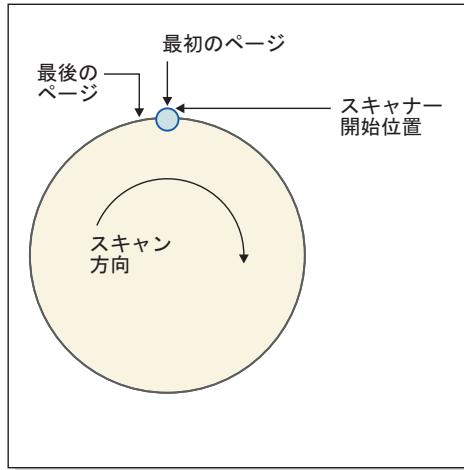 最初のページ
最後の
ページ
スキャナー
開始位置
スキャン
方向